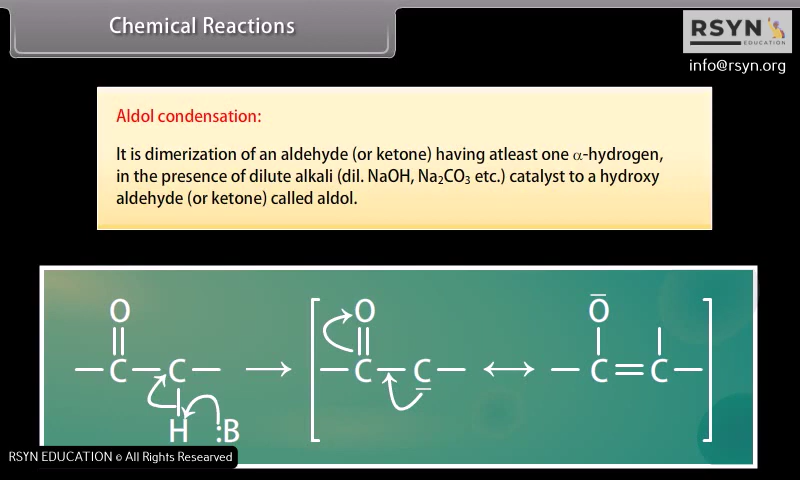 Chemical Reactions
RSYN
EDUCATION
info@rsyn.org
Aldol condensation:
It is dimerization of an aldehyde (or ketone) having atleast one α-hydrogen,
in the presence of dilute alkali (dil. NaOH, Na₂CO₃ etc.) catalyst to a hydroxy
aldehyde (or ketone) called aldol.
O O O
C C C C C C
H :B
RSYN EDUCATION © All Rights Researved